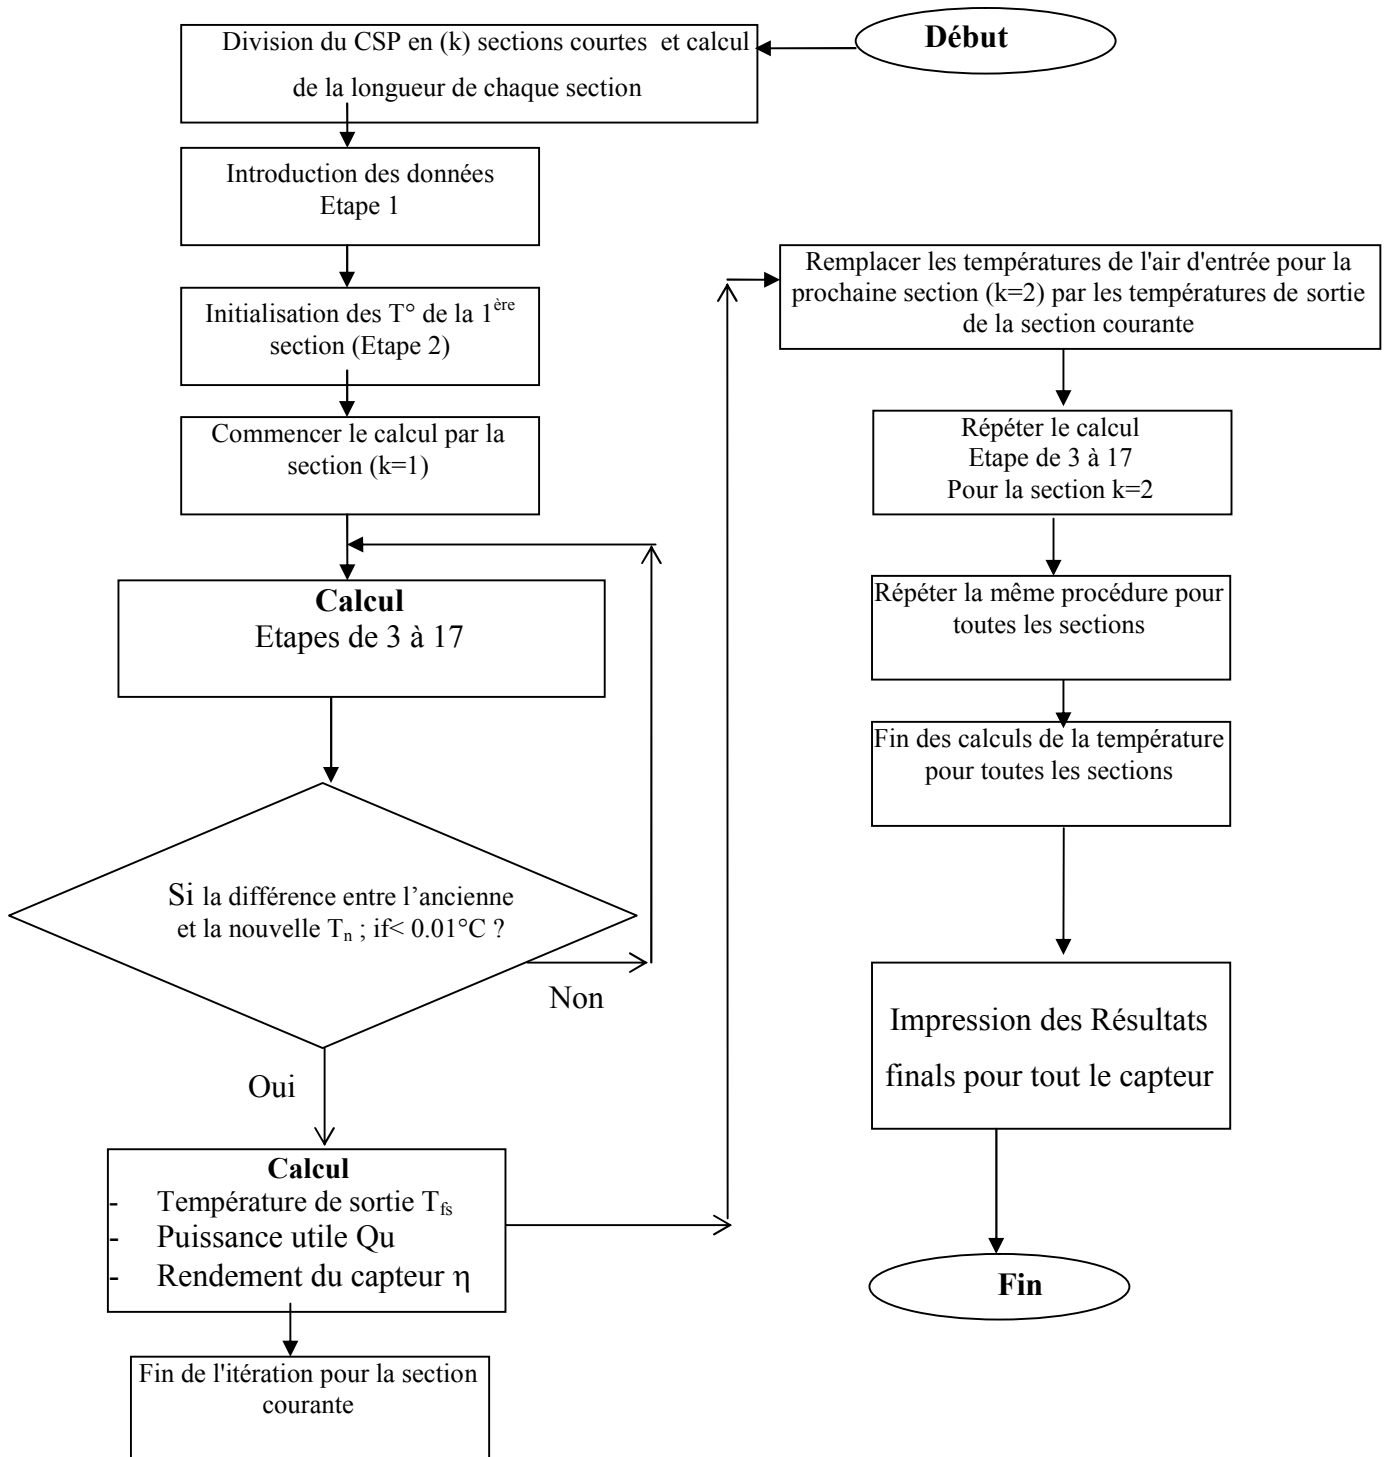 Début
Division du CSP en (k) sections courtes et calcul
de la longueur de chaque section
Introduction des données
Etape 1
Initialisation des T° de la 1ère
section (Etape 2)
Commencer le calcul par la
section (k=1)
Calcul
Etapes de 3 à 17
Si la différence entre l’ancienne
et la nouvelle Tn ; if< 0.01°C ?
Non
Oui
Calcul
- Température de sortie Tfs
- Puissance utile Qu
- Rendement du capteur η
Fin de l'itération pour la section
courante
Remplacer les températures de l'air d'entrée pour la
prochaine section (k=2) par les températures de sortie
de la section courante
Répéter le calcul
Etape de 3 à 17
Pour la section k=2
Répéter la même procédure pour
toutes les sections
Fin des calculs de la température
pour toutes les sections
Impression des Résultats
finals pour tout le capteur
Fin